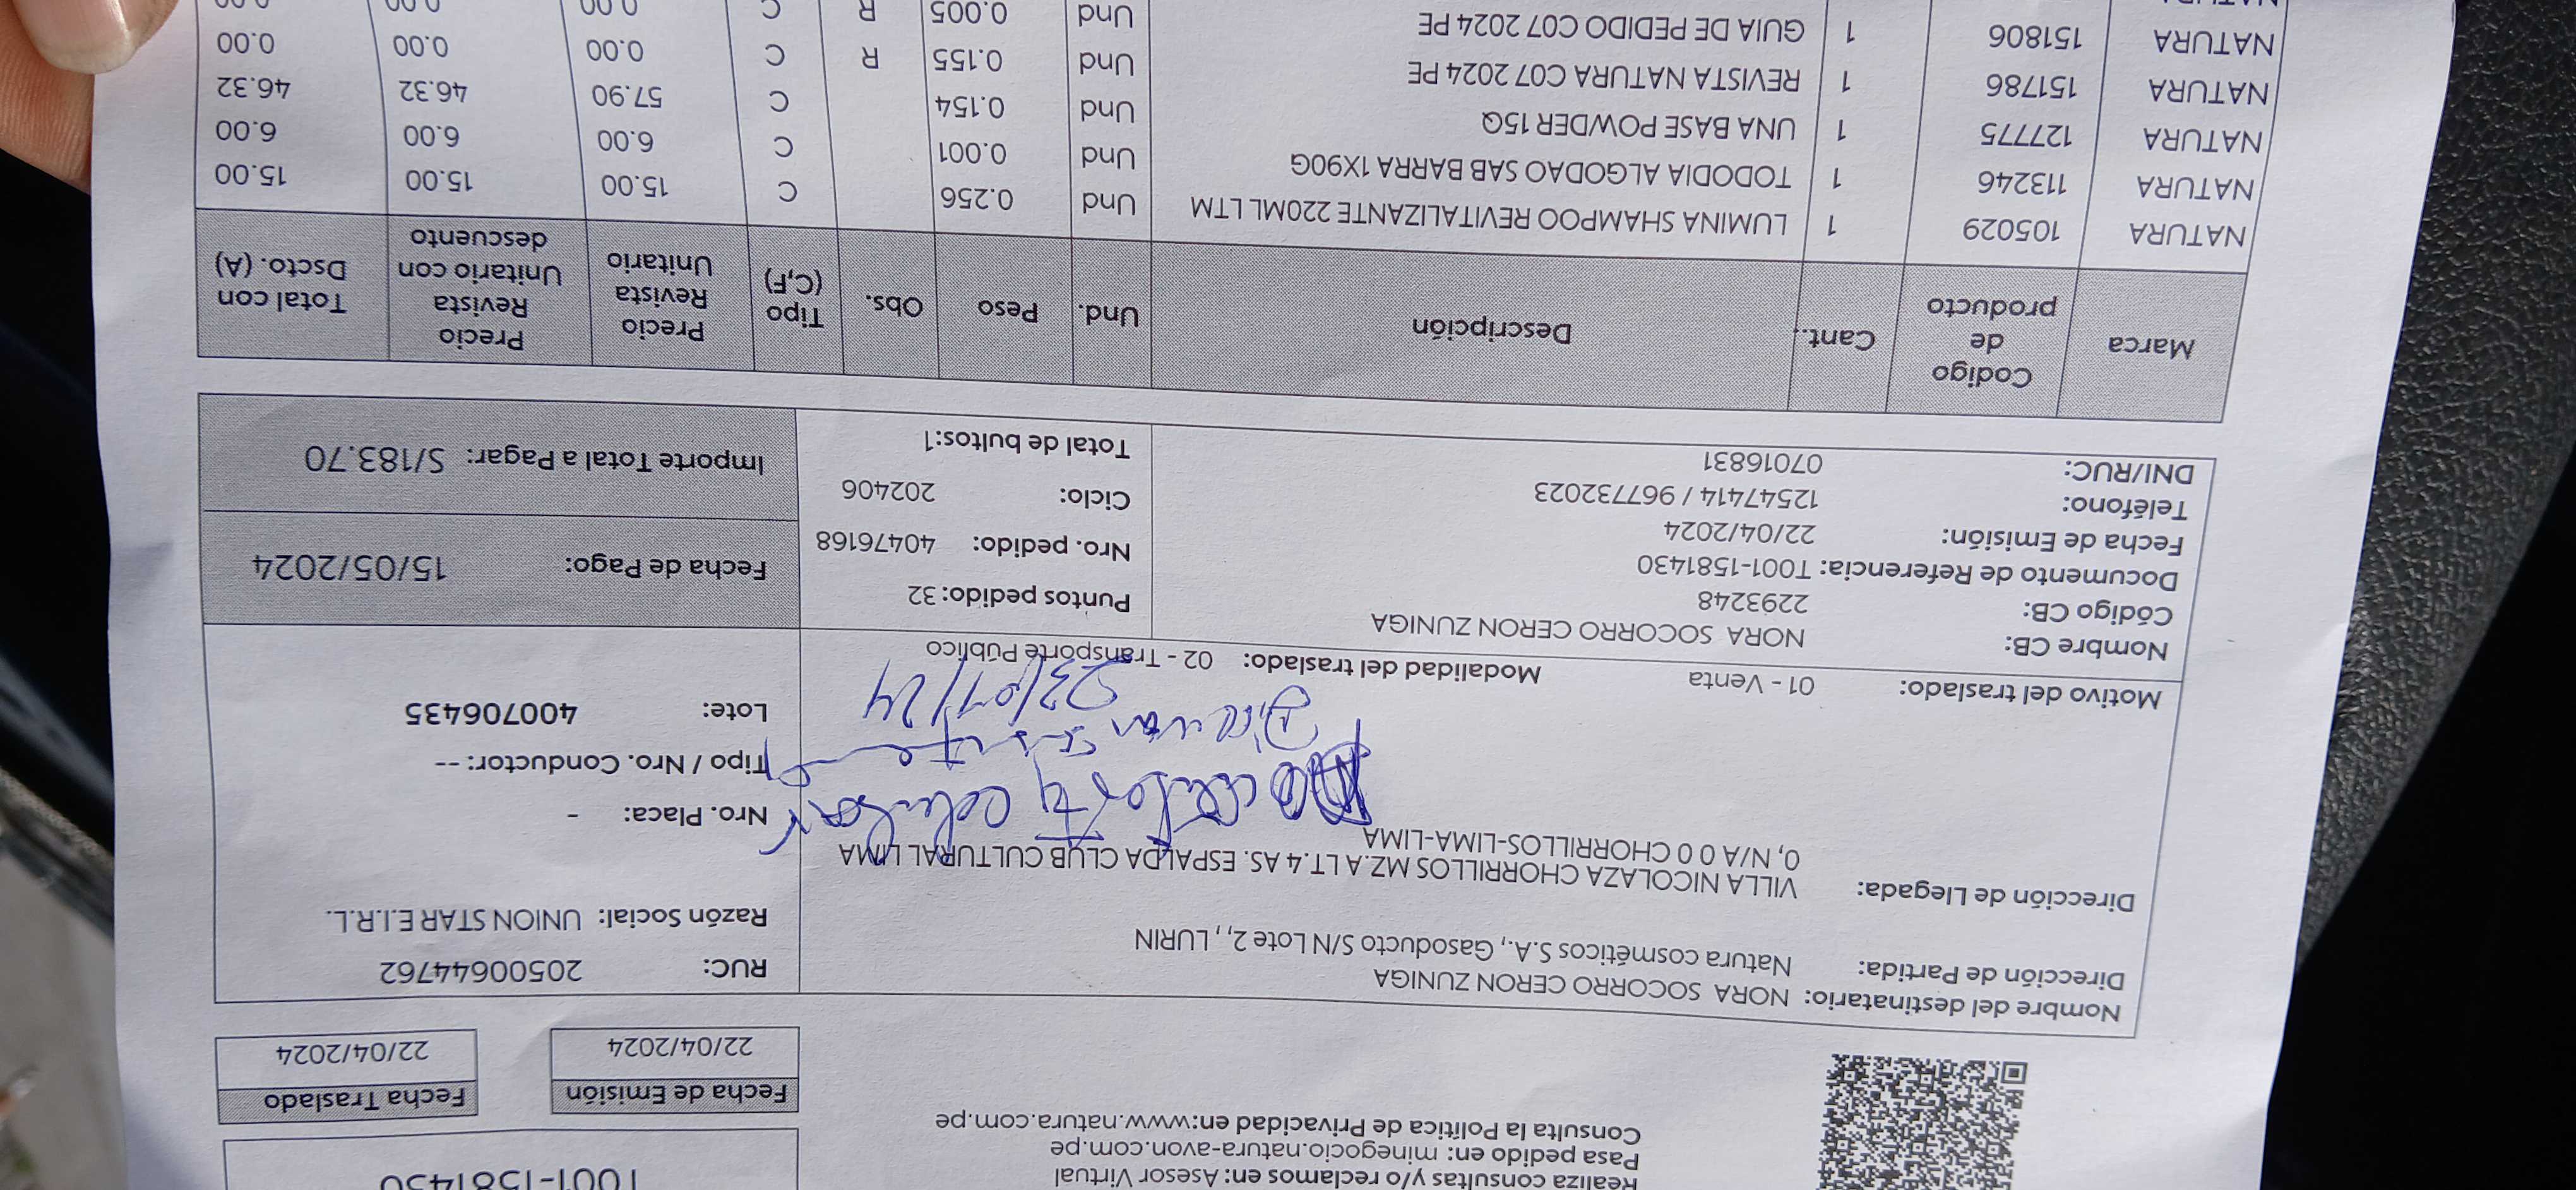 T001-1581430
Realiza consultas y/o reclamos en: Asesor Virtual
Pasa pedido en: minegocio.natura-avon.com.pe
Consulta la Política de Privacidad en:www.natura.com.pe
Fecha de Emisión
22/04/2024
Fecha Traslado
22/04/2024
Nombre del destinatario: NORA SOCORRO CERON ZUNIGA
Dirección de Partida: Natura cosméticos S.A., Gasoducto S/N Lote 2, , LURIN
Dirección de Llegada: VILLA NICOLAZA CHORRILLOS MZ.A LT.4 AS. ESPALDA CLUB CULTURAL LIMA
0, N/A 0 0 CHORRILLOS-LIMA-LIMA
23/04/24
Motivo del traslado: 01 - Venta Modalidad del traslado: 02 - Transporte Público
RUC: 20500644762
Razón Social: UNION STAR E.I.R.L.
Nro. Placa: -
Tipo / Nro. Conductor: --
Lote: 400706435
Nombre CB: NORA SOCORRO CERON ZUNIGA
Código CB: 2293248
Documento de Referencia: T001-1581430
Fecha de Emisión: 22/04/2024
Teléfono: 12547414 / 967732023
DNI/RUC: 07016831
Puntos pedido: 32
Nro. pedido: 40476168
Ciclo: 202406
Total de bultos:1
Fecha de Pago: 15/05/2024
Importe Total a Pagar: S/183.70
Marca Codigo de producto Cant. Descripción Und. Peso Obs. Tipo (C,F) Precio Revista Unitario Precio Revista Unitario con descuento Total con Dscto. (A)
NATURA 105029 1 LUMINA SHAMPOO REVITALIZANTE 220ML LTM Und 0.256 C 15.00 15.00 15.00
NATURA 113246 1 TODODIA ALGODAO SAB BARRA 1X90G Und 0.001 C 6.00 6.00 6.00
NATURA 127775 1 UNA BASE POWDER 15Q Und 0.154 C 57.90 46.32 46.32
NATURA 151786 1 REVISTA NATURA C07 2024 PE Und 0.155 R C 0.00 0.00 0.00
NATURA 151806 1 GUIA DE PEDIDO C07 2024 PE Und 0.005 R C 0.00 0.00 0.00
NATURA